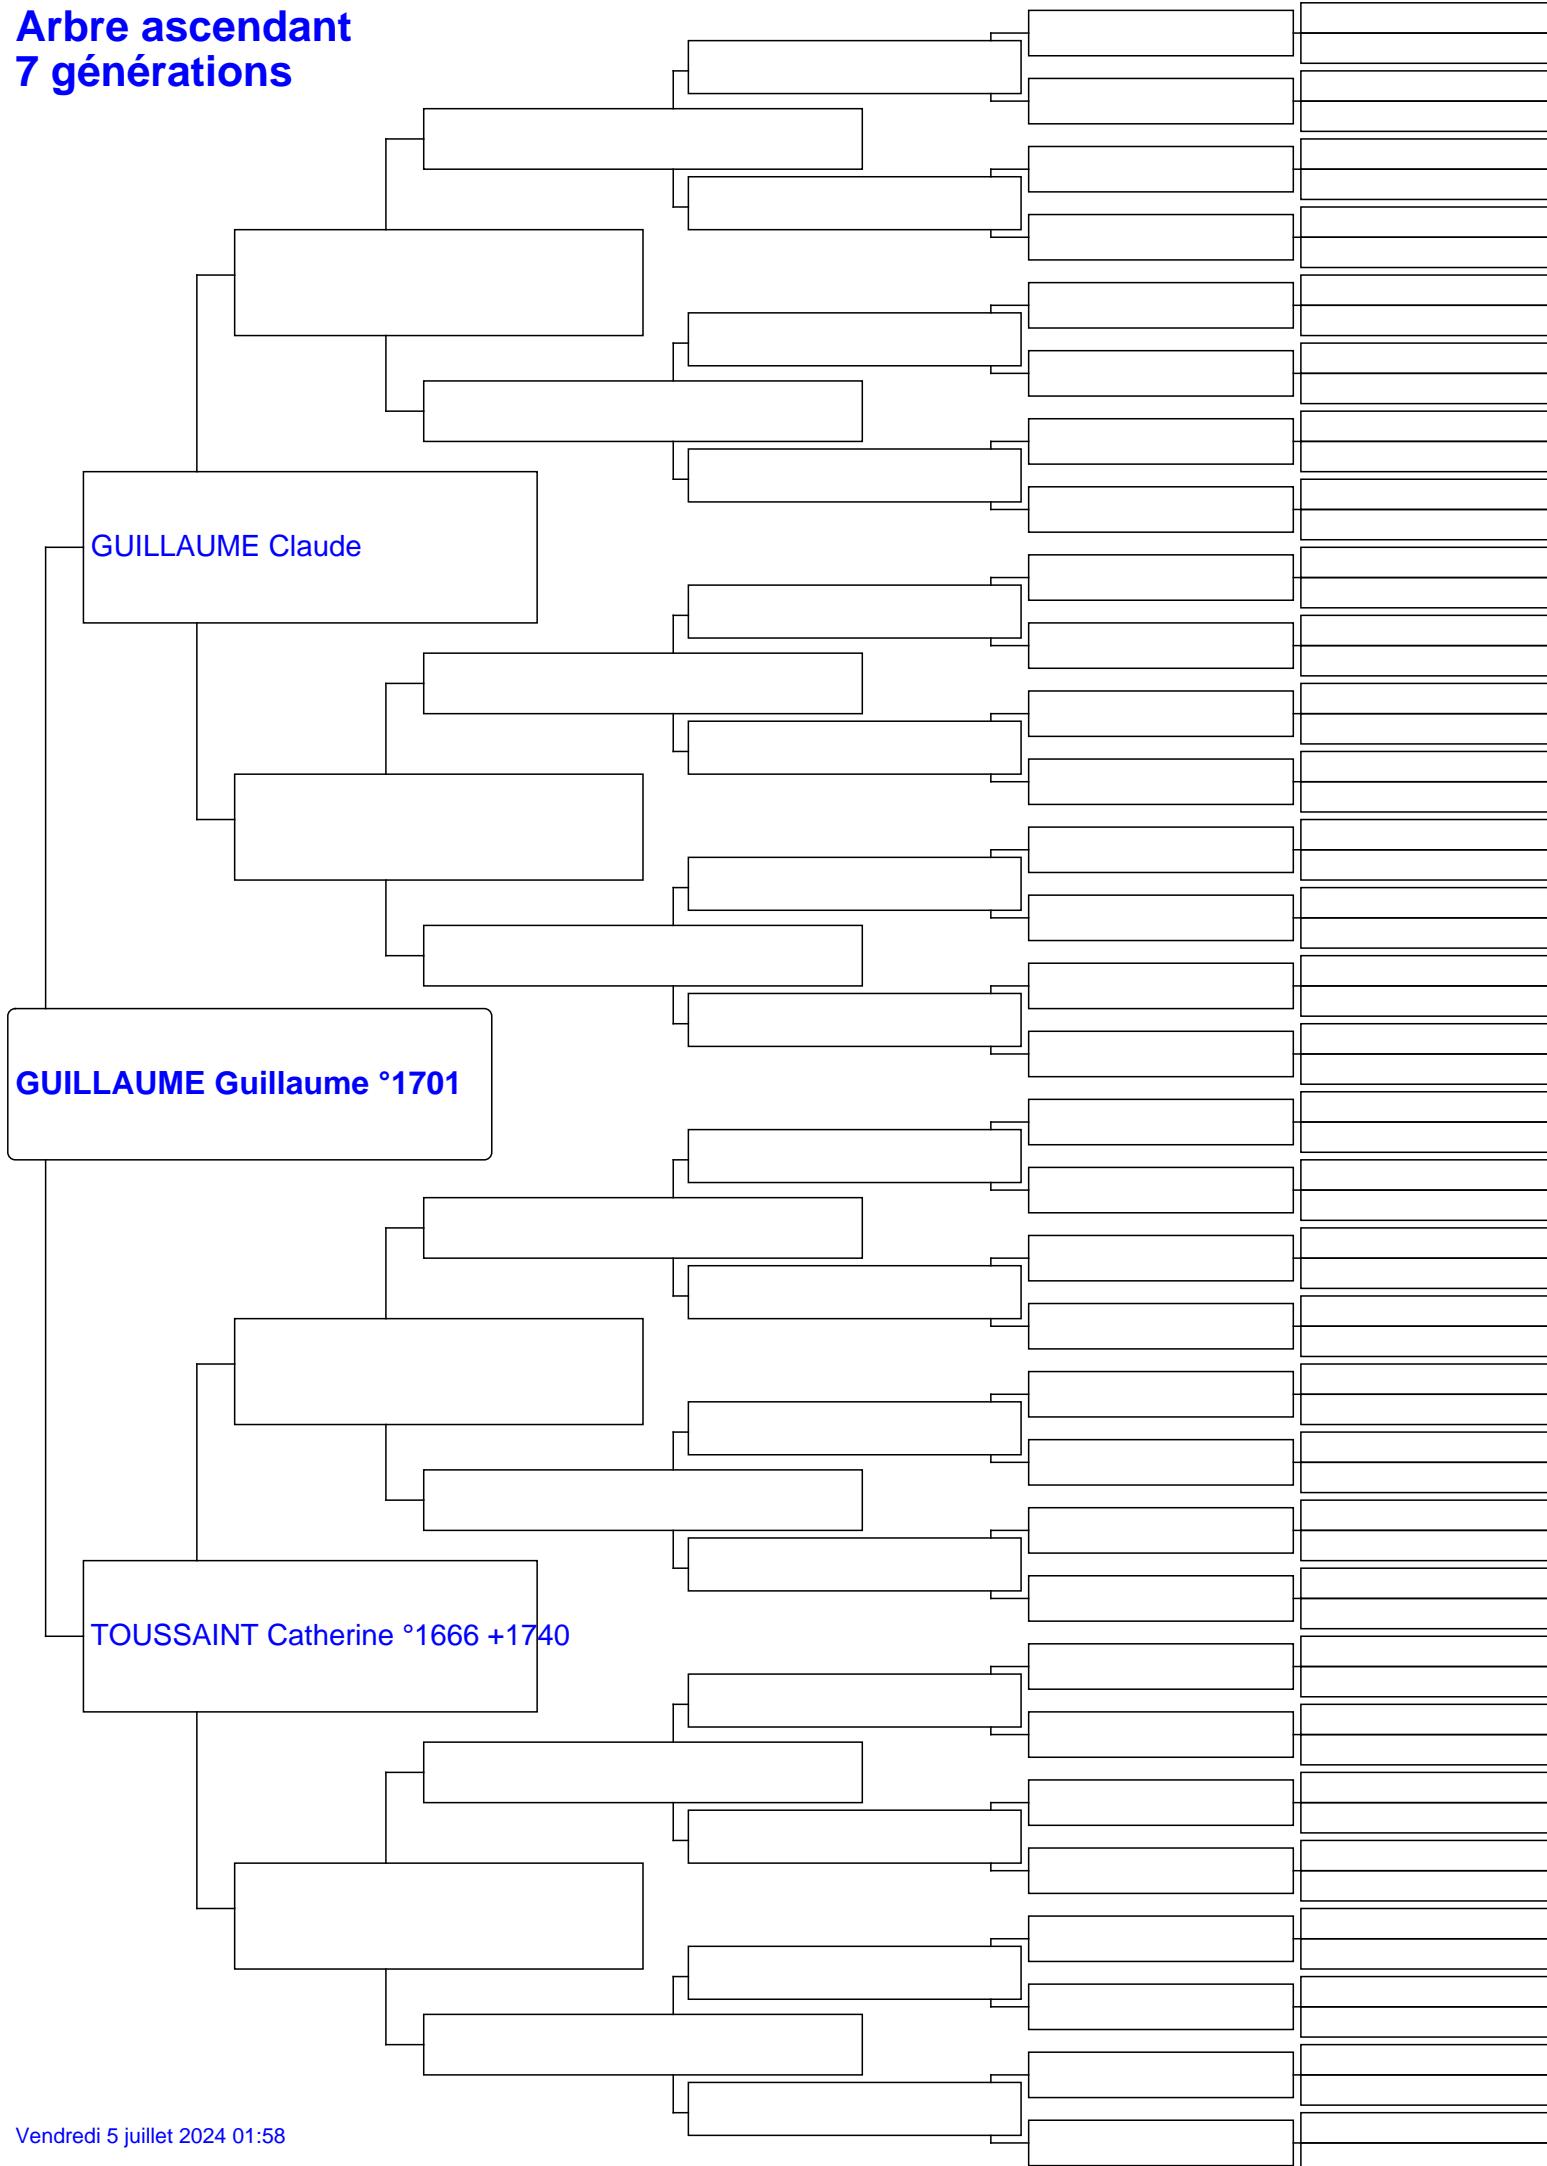 Arbre ascendant
7 générations
GUILLAUME Claude
GUILLAUME Guillaume °1701
TOUSSAINT Catherine °1666 +1740
Vendredi 5 juillet 2024 01:58